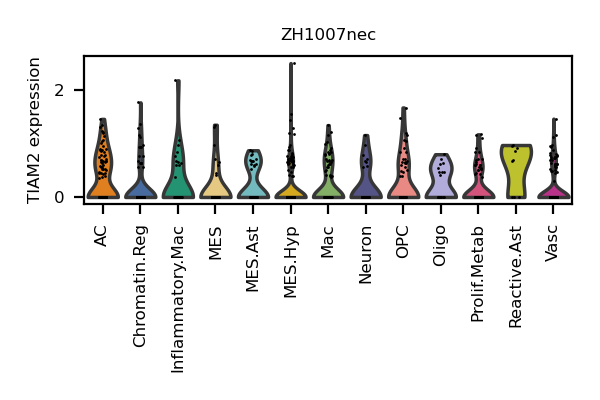 ZH1007nec
TIAM2 expression
2
0
AC
Chromatin.Reg
Inflammatory.Mac
MES
MES.Ast
MES.Hyp
Mac
Neuron
OPC
Oligo
Prolif.Metab
Reactive.Ast
Vasc